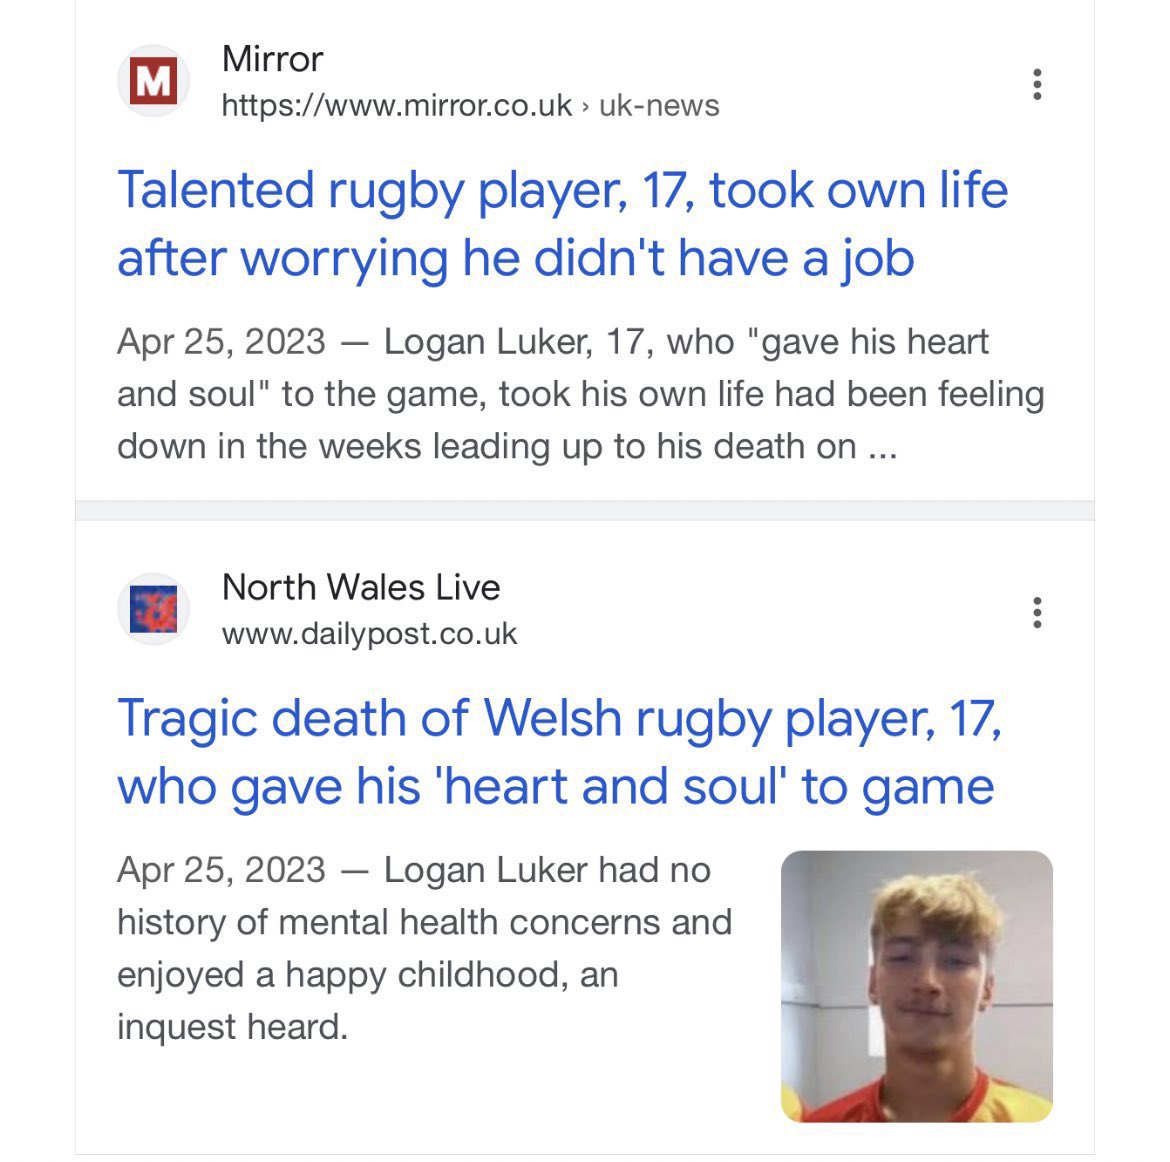 M
Mirror
https://www.mirror.co.uk › uk-news
Talented rugby player, 17, took own life
after worrying he didn't have a job
Apr 25, 2023 — Logan Luker, 17, who "gave his heart
and soul" to the game, took his own life had been feeling
down in the weeks leading up to his death on ...
North Wales Live
www.dailypost.co.uk
Tragic death of Welsh rugby player, 17,
who gave his 'heart and soul' to game
Apr 25, 2023 — Logan Luker had no
history of mental health concerns and
enjoyed a happy childhood, an
inquest heard.